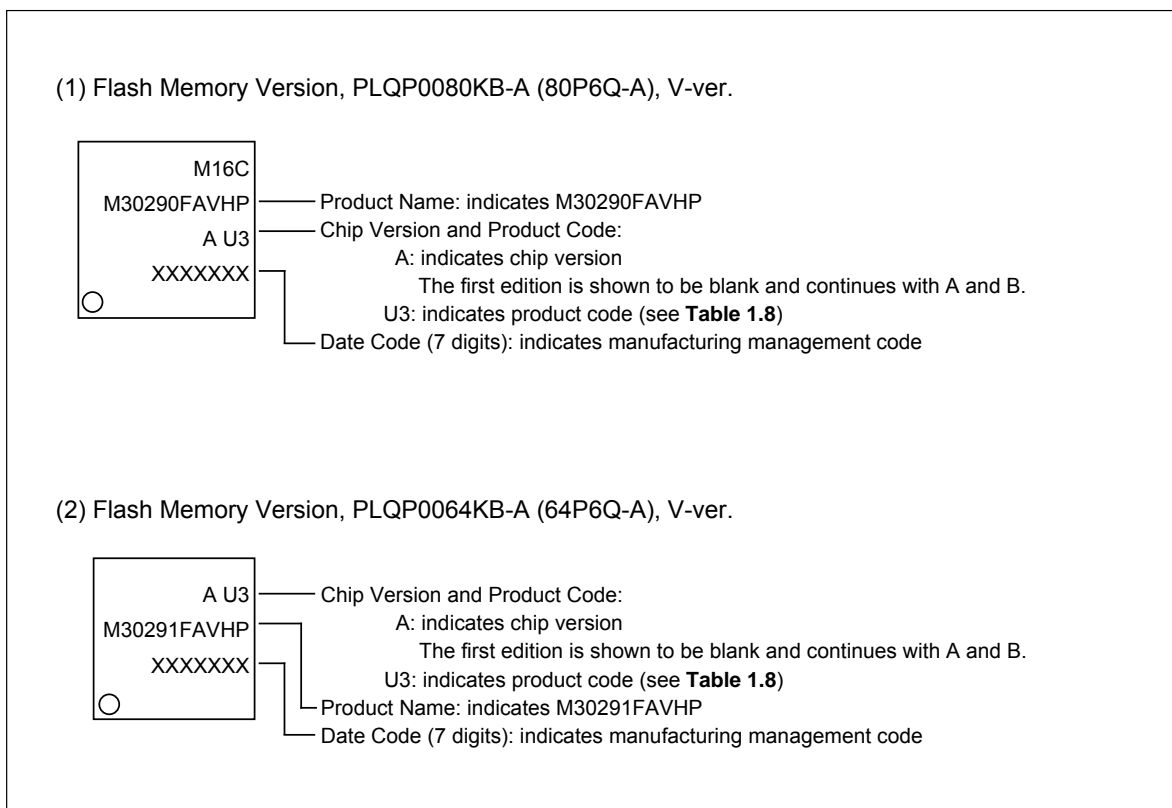 (1) Flash Memory Version, PLQP0080KB-A (80P6Q-A), V-ver.
M16C
M30290FAVHP
A U3
XXXXXXX
Product Name: indicates M30290FAVHP
Chip Version and Product Code:
A: indicates chip version
The first edition is shown to be blank and continues with A and B.
U3: indicates product code (see Table 1.8)
Date Code (7 digits): indicates manufacturing management code
(2) Flash Memory Version, PLQP0064KB-A (64P6Q-A), V-ver.
A U3
M30291FAVHP
XXXXXXX
Chip Version and Product Code:
A: indicates chip version
The first edition is shown to be blank and continues with A and B.
U3: indicates product code (see Table 1.8)
Product Name: indicates M30291FAVHP
Date Code (7 digits): indicates manufacturing management code